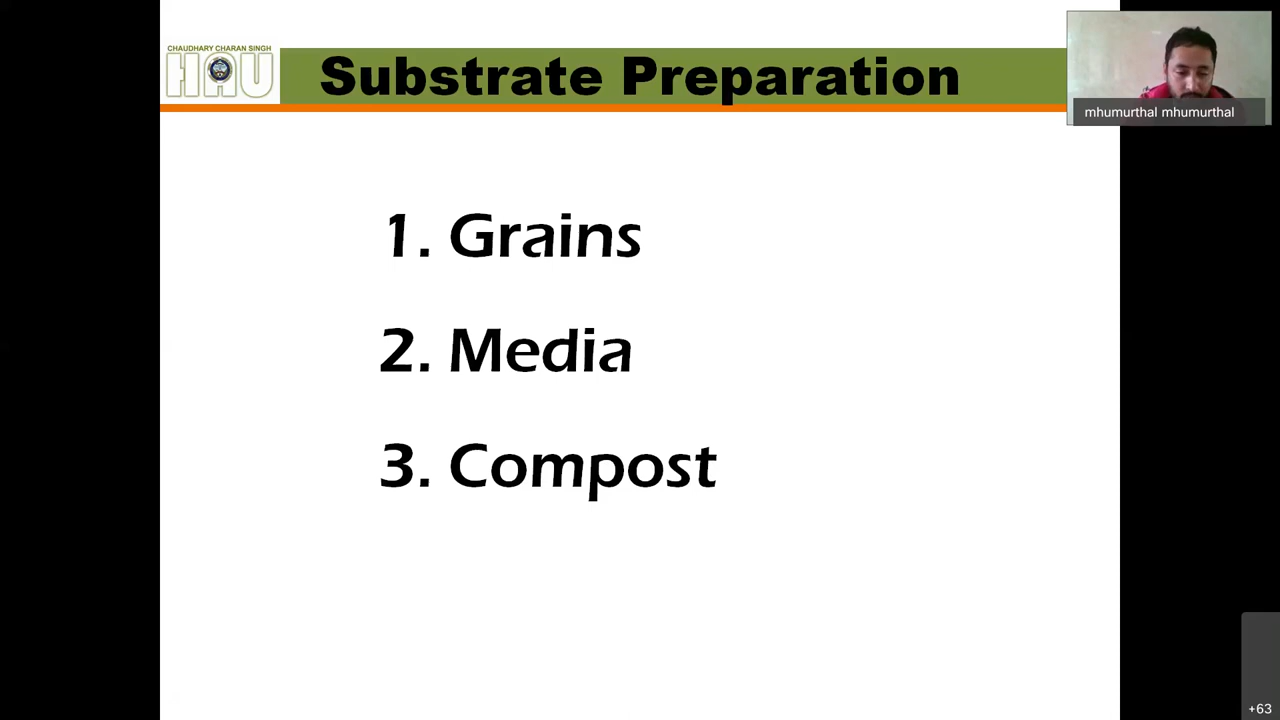 CHAUDHARY CHARAN SINGH
HAU
Substrate Preparation
mhumurthal mhumurthal
1. Grains
2. Media
3. Compost
+63